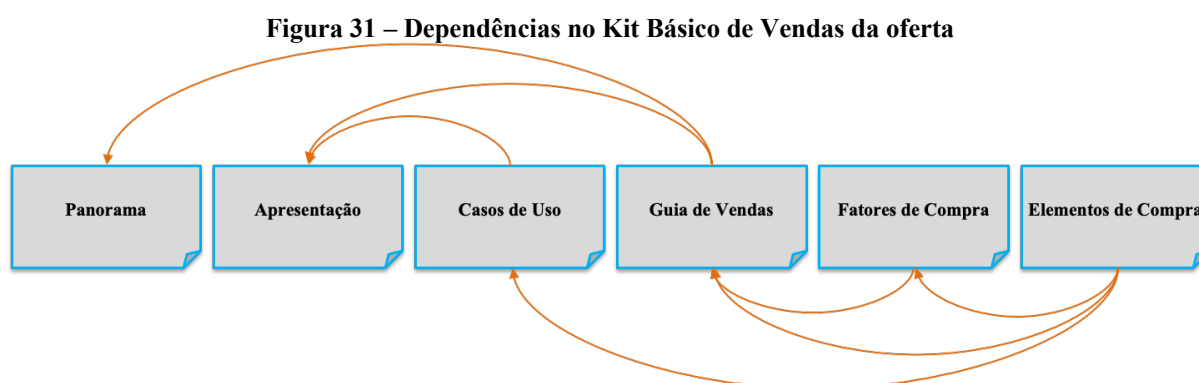 Figura 31 – Dependências no Kit Básico de Vendas da oferta
Panorama
Apresentação
Casos de Uso
Guia de Vendas
Fatores de Compra
Elementos de Compra